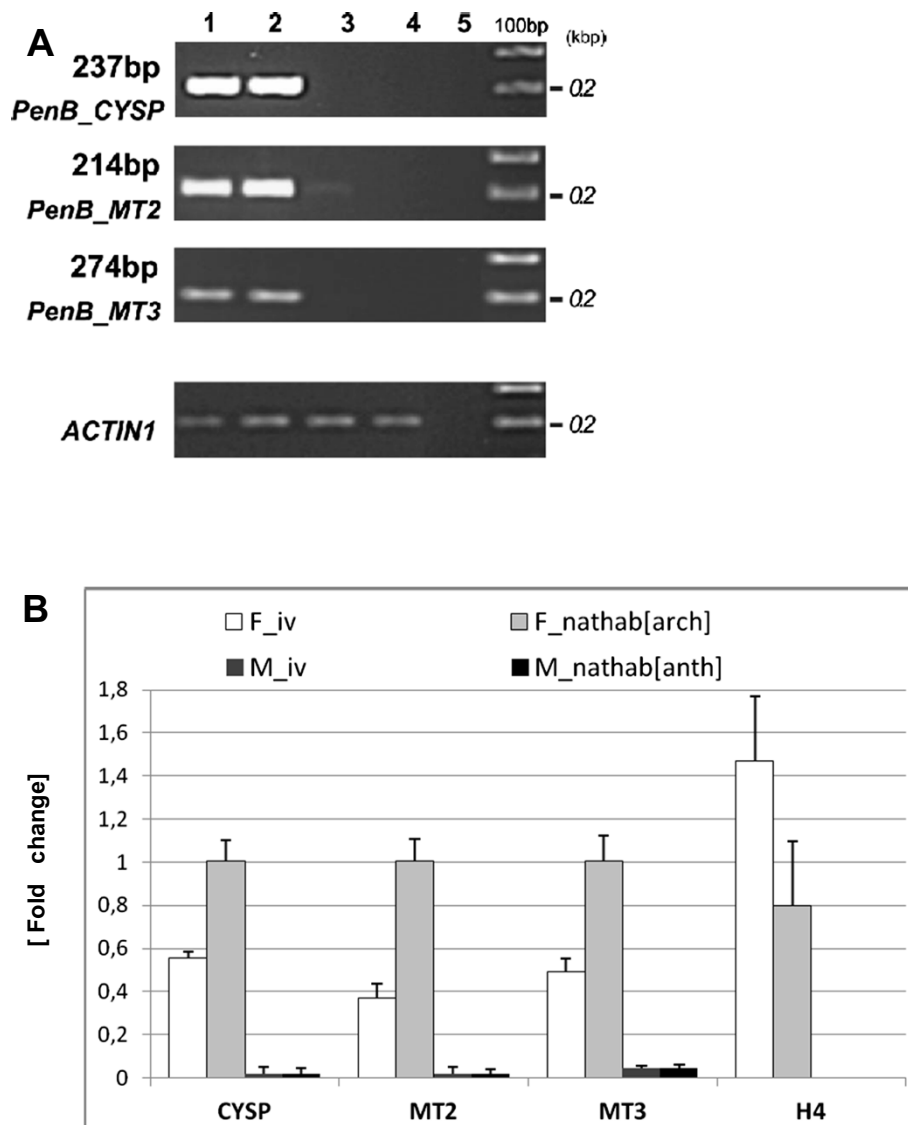 A
1 2 3 4 5 100bp (kbp)
237bp
PenB_CYSP
0.2
214bp
PenB_MT2
0.2
274bp
PenB_MT3
0.2
ACTIN1
0.2
B
F_iv F_nathab[arch]
M_iv M_nathab[anth]
[ Fold change]
1,8
1,6
1,4
1,2
1
0,8
0,6
0,4
0,2
0
CYSP MT2 MT3 H4